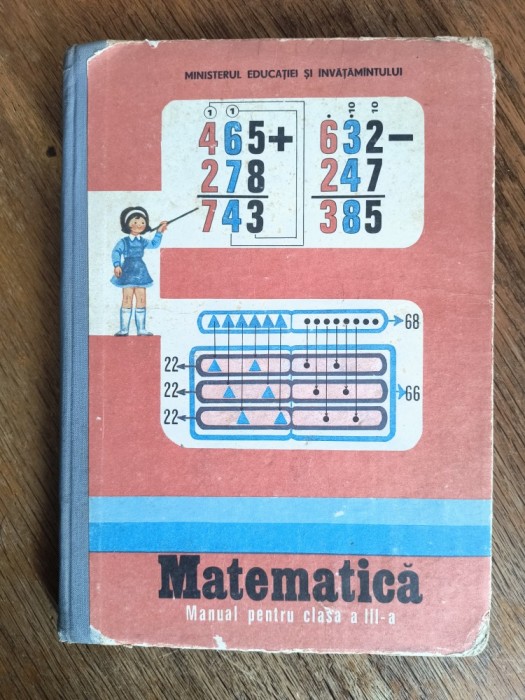 MINISTERUL EDUCAȚIEI ȘI INVĂȚĂMÎNTULUI
1 1 ·10 10
465+ 632-
278 247
743 385
68
22
22 66
22
Matematică
Manual pentru clasa a III-a